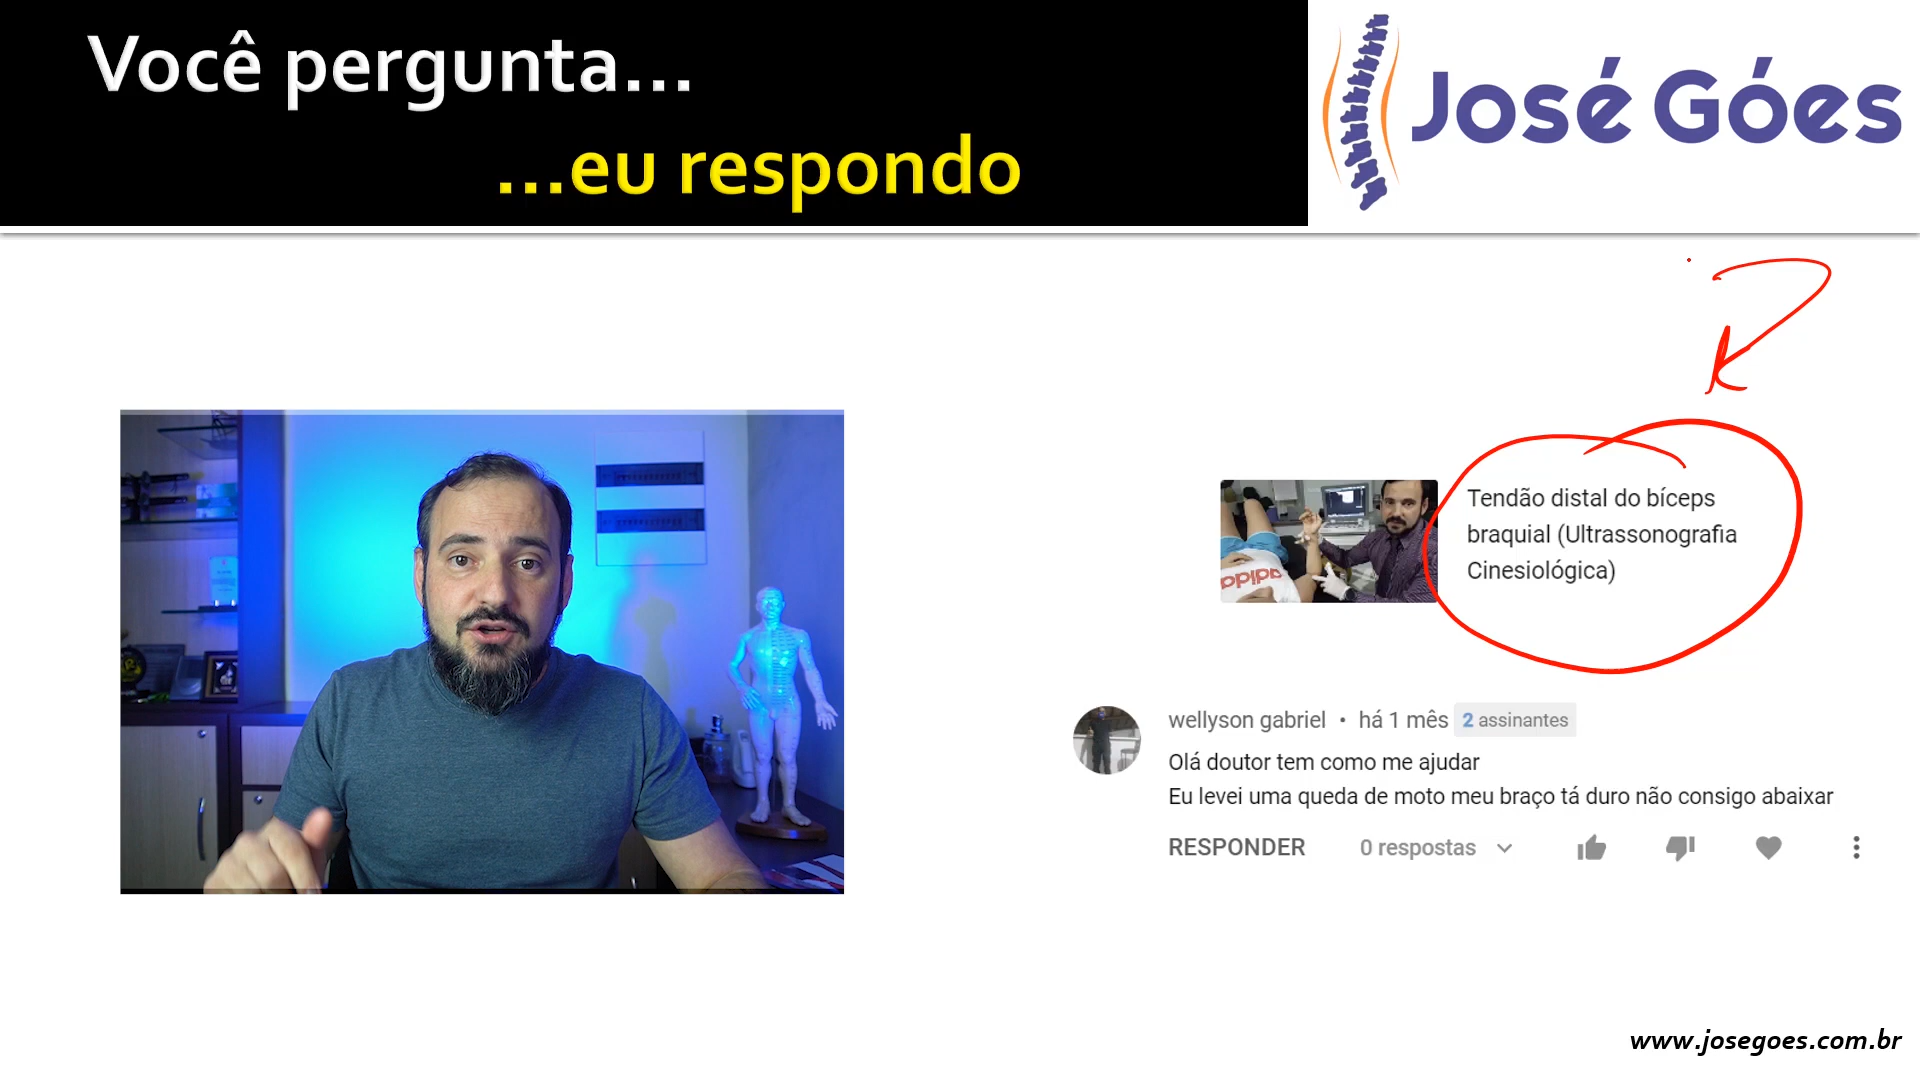 Você pergunta...
...eu respondo
José Góes
Tendão distal do bíceps
braquial (Ultrassonografia
Cinesiológica)
adidas
wellyson gabriel • há 1 mês 2 assinantes
Olá doutor tem como me ajudar
Eu levei uma queda de moto meu braço tá duro não consigo abaixar
RESPONDER 0 respostas
www.josegoes.com.br